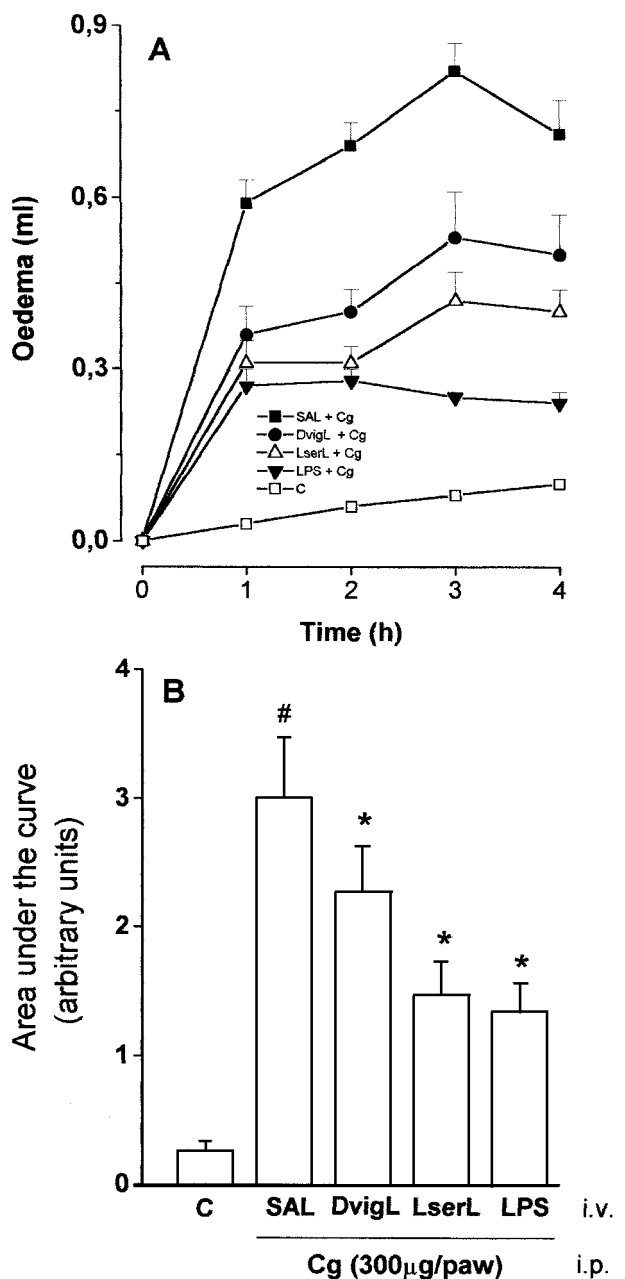 0,9
A
0,6
Oedema (ml)
0,3
SAL + Cg
DvigL + Cg
LserL + Cg
LPS + Cg
C
0,0
0 1 2 3 4
Time (h)
4
B
#
3
*
Area under the curve
(arbitrary units)
2
*
*
1
0
C SAL DvigL LserL LPS i.v.
Cg (300µg/paw) i.p.